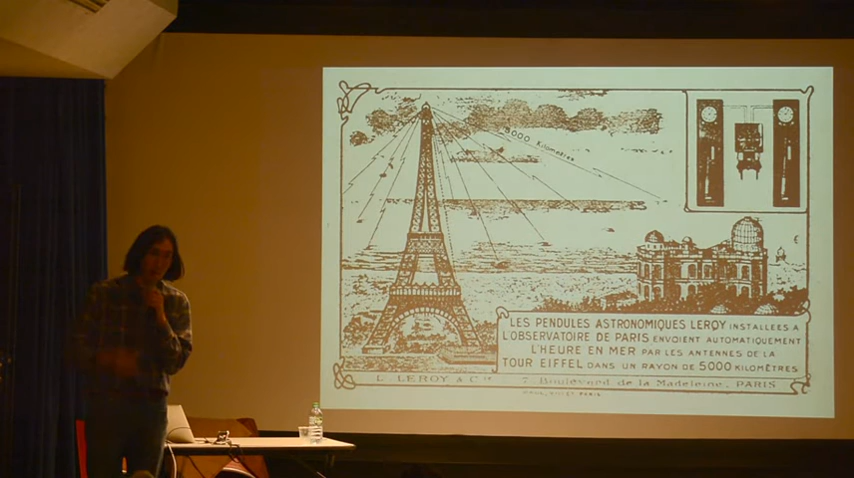 5000 Kilomètres
LES PENDULES ASTRONOMIQUES LEROY INSTALLÉES A
L'OBSERVATOIRE DE PARIS ENVOIENT AUTOMATIQUEMENT
L'HEURE EN MER PAR LES ANTENNES DE LA
TOUR EIFFEL DANS UN RAYON DE 5000 KILOMÈTRES
L. LEROY & Cie 7. Boulevard de la Madeleine, PARIS